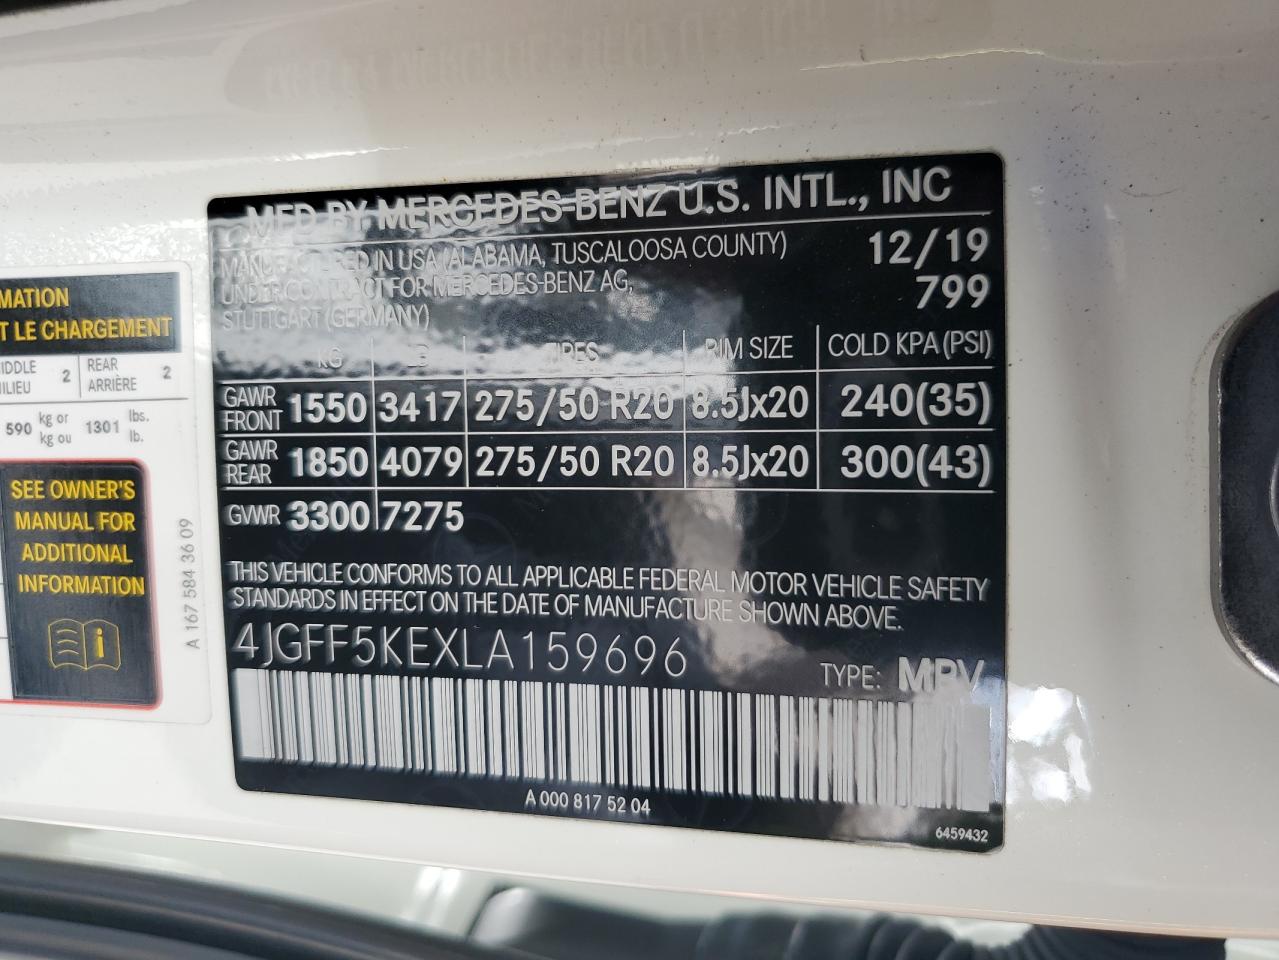 MFD BY MERCEDES-BENZ U.S. INTL., INC
MANUFACTURED IN USA (ALABAMA, TUSCALOOSA COUNTY) 12/19
UNDER CONTRACT FOR MERCEDES-BENZ AG, 799
STUTTGART (GERMANY)
KG LB TIRES RIM SIZE COLD KPA (PSI)
GAWR FRONT 1550 3417 275/50 R20 8.5Jx20 240(35)
GAWR REAR 1850 4079 275/50 R20 8.5Jx20 300(43)
GVWR 3300 7275
THIS VEHICLE CONFORMS TO ALL APPLICABLE FEDERAL MOTOR VEHICLE SAFETY
STANDARDS IN EFFECT ON THE DATE OF MANUFACTURE SHOWN ABOVE.
4JGFF5KEXLA159696 TYPE: MPV
A 000 817 52 04
6459432
MATION
T LE CHARGEMENT
IDDLE 2 REAR 2
ILIEU ARRIÈRE
590 kg or 1301 lbs.
kg ou lb.
SEE OWNER'S
MANUAL FOR
ADDITIONAL
INFORMATION
A 167 584 36 09